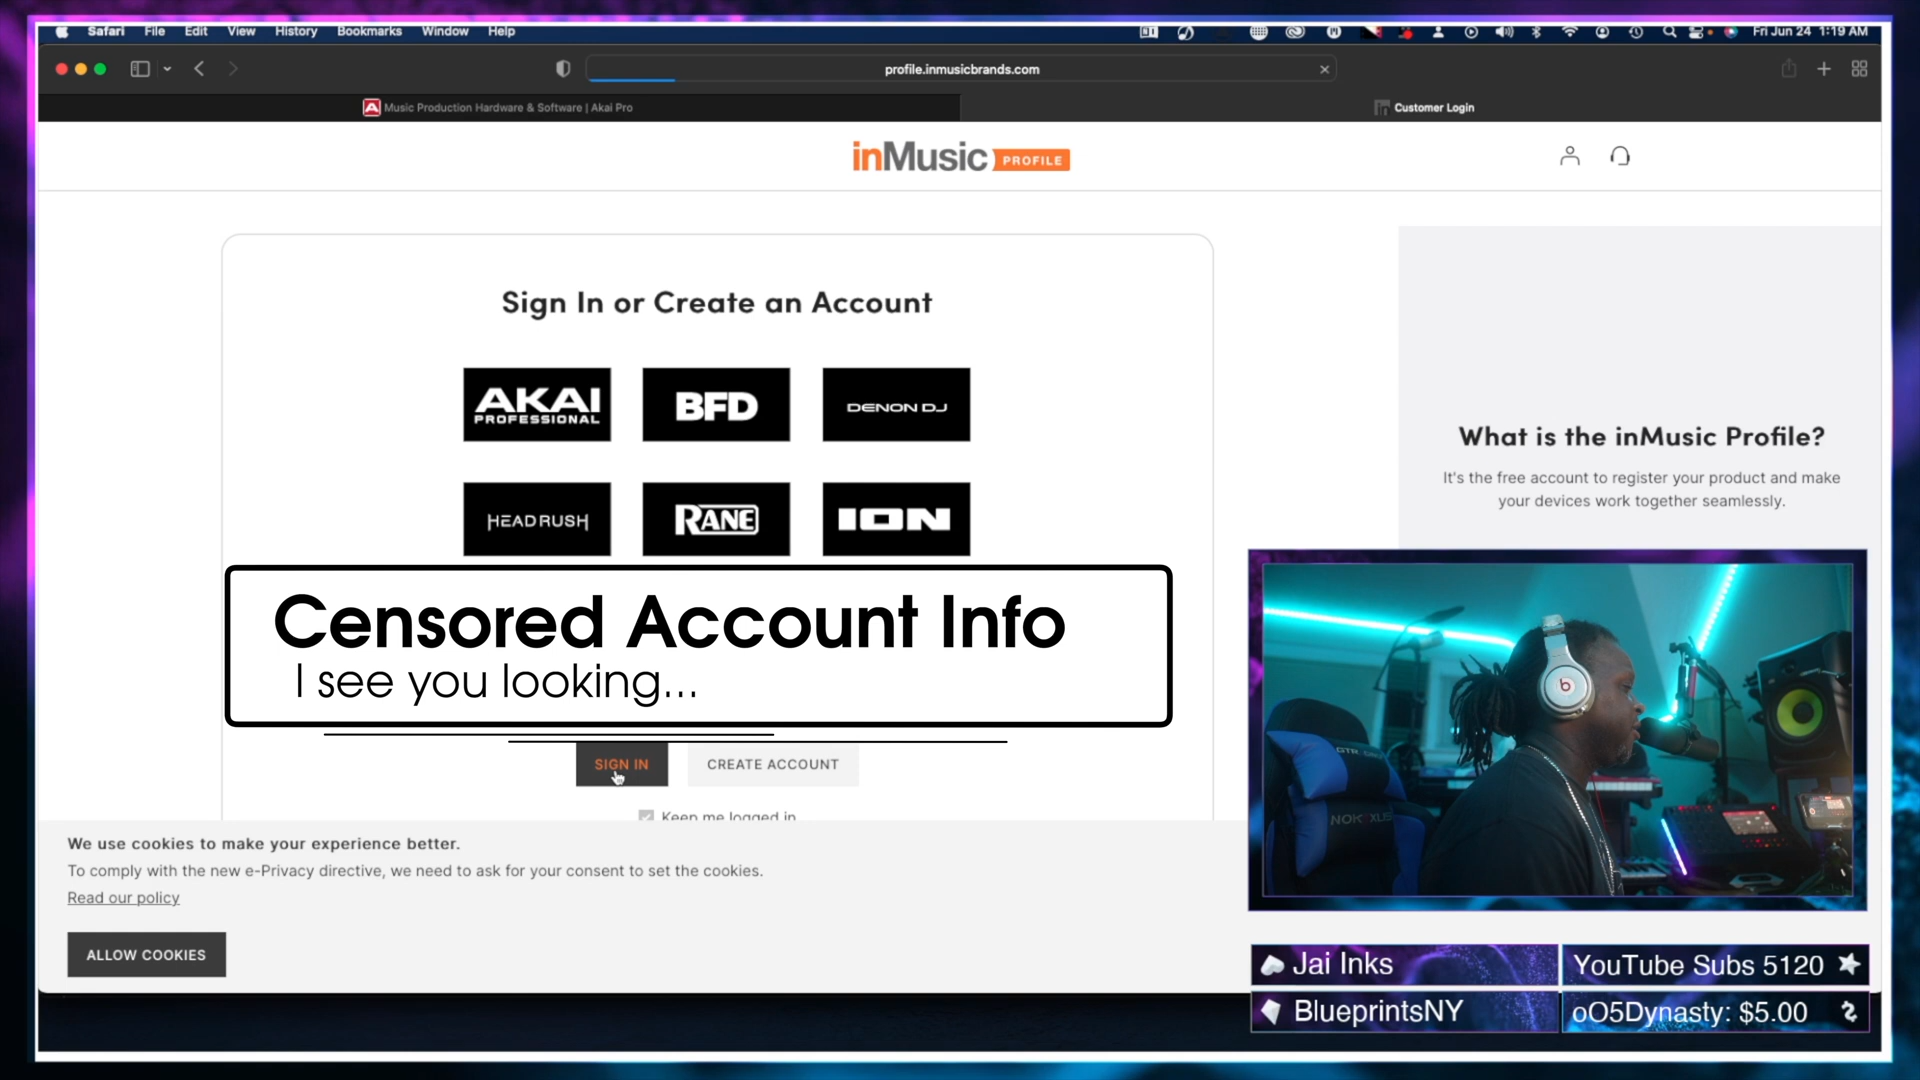 Safari File Edit View History Bookmarks Window Help Fri Jun 24 1:19 AM
profile.inmusicbrands.com
Music Production Hardware & Software | Akai Pro
Customer Login
inMusic PROFILE
Sign In or Create an Account
AKAI
PROFESSIONAL
BFD
DENON DJ
HEADRUSH
RANE
ION
What is the inMusic Profile?
It's the free account to register your product and make
your devices work together seamlessly.
Censored Account Info
I see you looking...
SIGN IN
CREATE ACCOUNT
Keep me logged in
We use cookies to make your experience better.
To comply with the new e-Privacy directive, we need to ask for your consent to set the cookies.
Read our policy
ALLOW COOKIES
Jai Inks
YouTube Subs 5120
BlueprintsNY
oO5Dynasty: $5.00